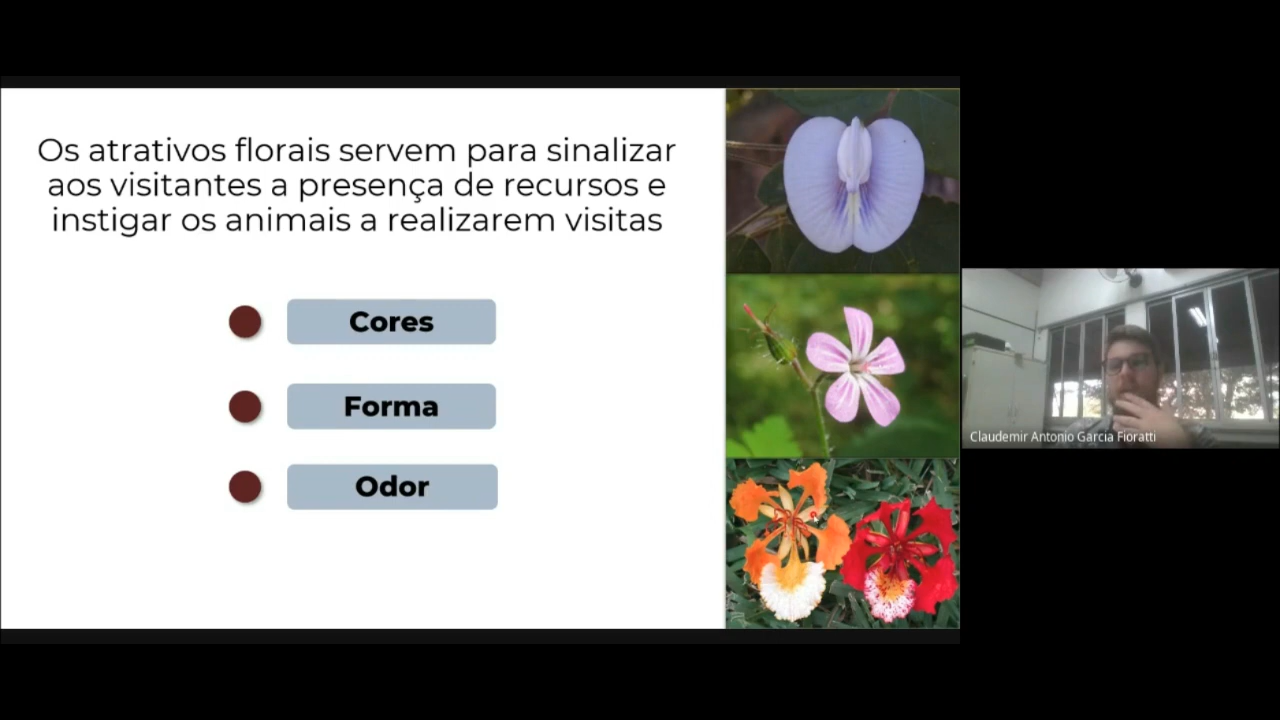 Os atrativos florais servem para sinalizar
aos visitantes a presença de recursos e
instigar os animais a realizarem visitas
Cores
Forma
Odor
Claudemir Antonio Garcia Fioratti